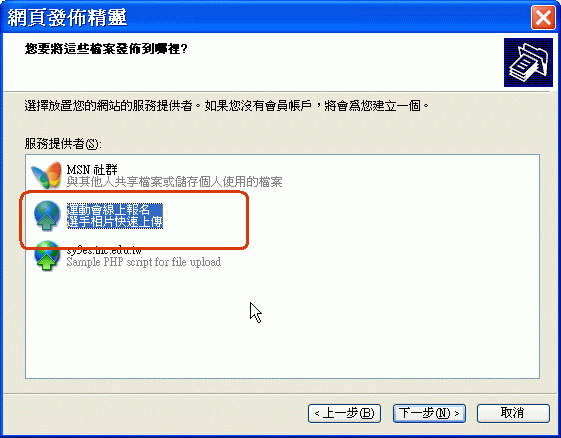 網頁發佈精靈
您要將這些檔案發佈到哪裡?
選擇放置您的網站的服務提供者。如果您沒有會員帳戶，將會為您建立一個。
服務提供者(S):
MSN 社群
與其他人共享檔案或儲存個人使用的檔案
運動會線上報名
選手相片快速上傳
sy9es.tnc.edu.tw
Sample PHP script for file upload
< 上一步(B)
下一步(N) >
取消